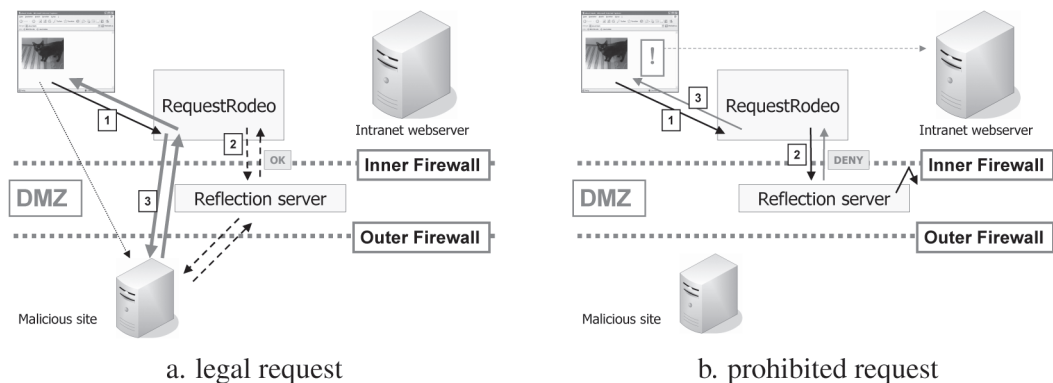 RequestRodeo
1
2
OK
3
Intranet webserver
Inner Firewall
DMZ
Reflection server
Outer Firewall
Malicious site
a. legal request
!
RequestRodeo
3
1
2
DENY
Intranet webserver
Inner Firewall
DMZ
Reflection server
Outer Firewall
Malicious site
b. prohibited request